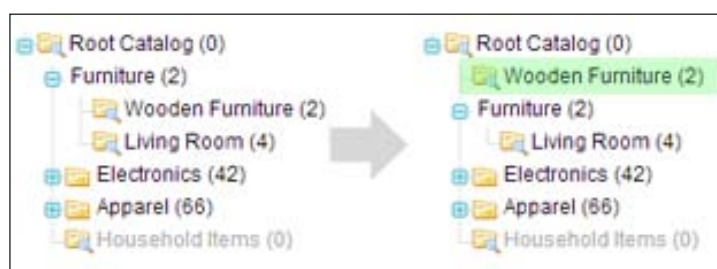 Root Catalog (0)
Furniture (2)
Wooden Furniture (2)
Living Room (4)
Electronics (42)
Apparel (66)
Household Items (0)
Root Catalog (0)
Wooden Furniture (2)
Furniture (2)
Living Room (4)
Electronics (42)
Apparel (66)
Household Items (0)